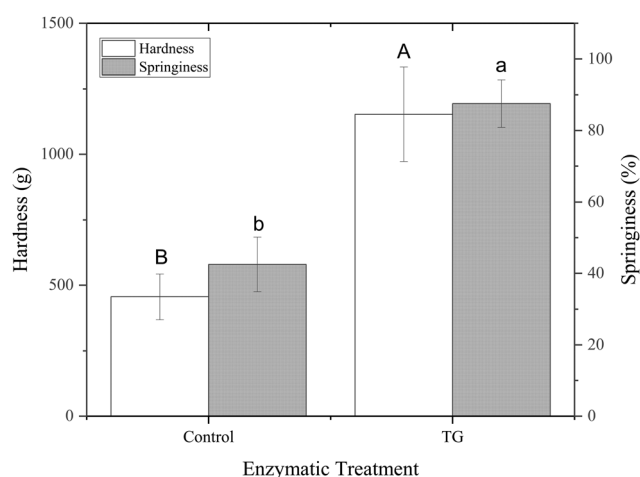 1500
1000
500
0
Hardness (g)
Hardness
Springiness
B
b
A
a
100
80
60
40
20
0
Springiness (%)
Control
TG
Enzymatic Treatment